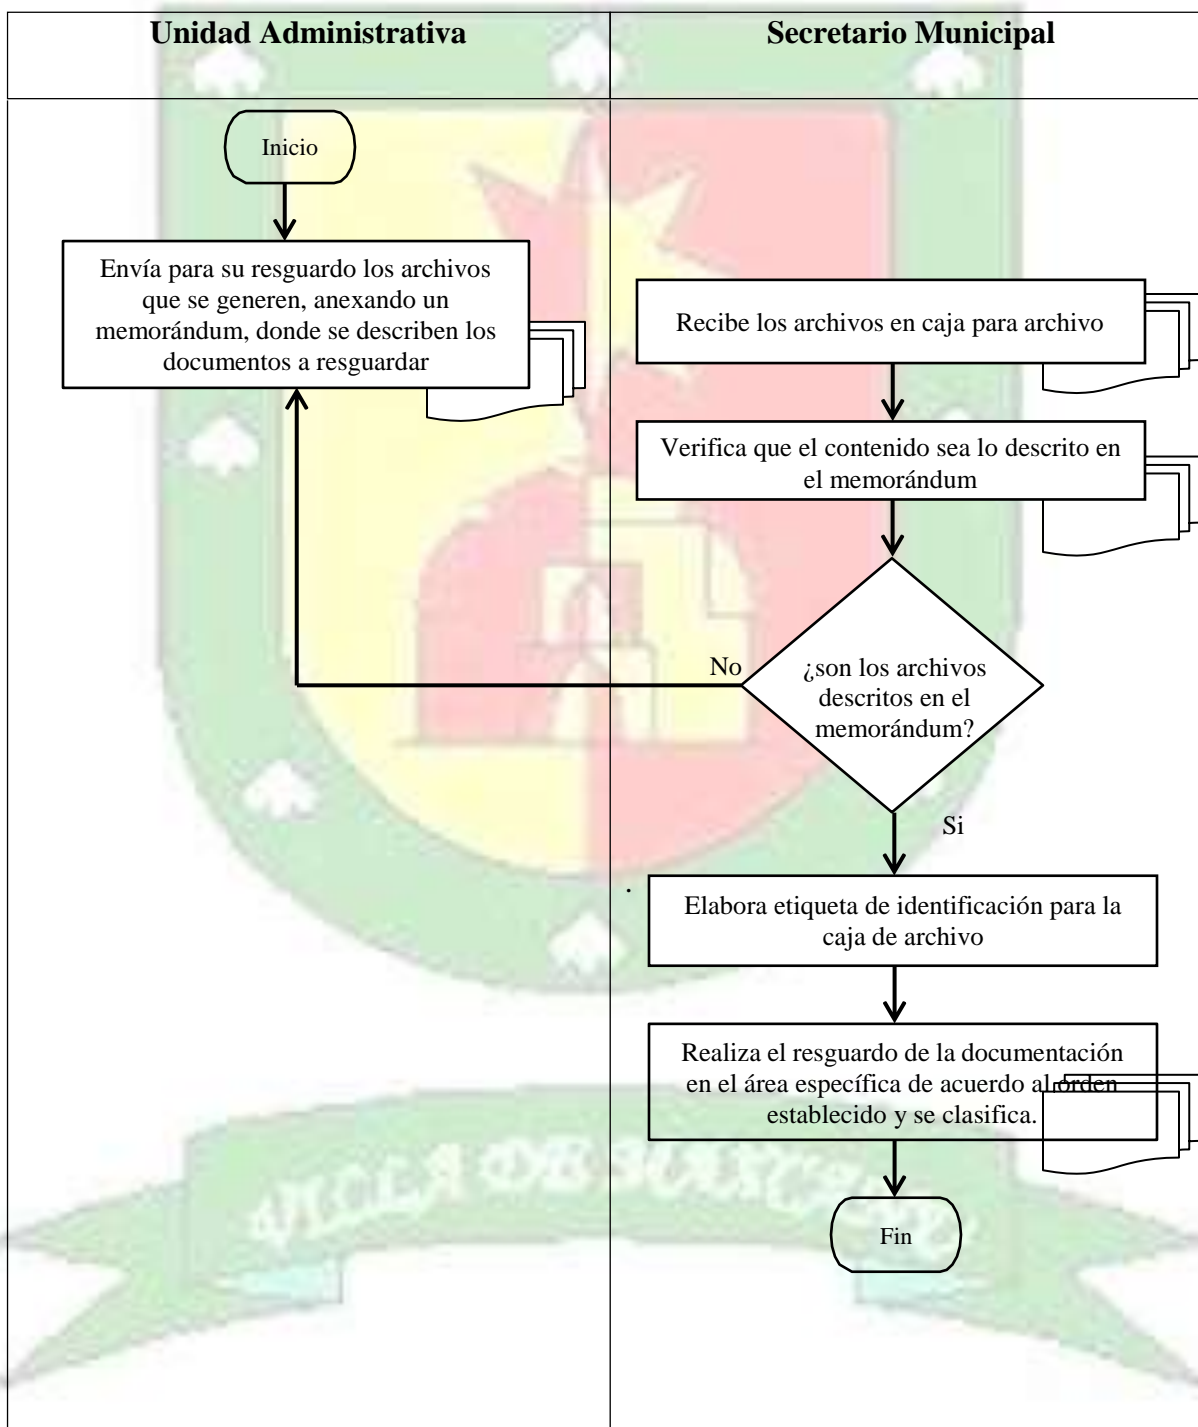 Unidad Administrativa
Secretario Municipal
Inicio
Envía para su resguardo los archivos
que se generen, anexando un
memorándum, donde se describen los
documentos a resguardar
Recibe los archivos en caja para archivo
Verifica que el contenido sea lo descrito en
el memorándum
No
¿son los archivos
descritos en el
memorándum?
Si
.
Elabora etiqueta de identificación para la
caja de archivo
Realiza el resguardo de la documentación
en el área específica de acuerdo al orden
establecido y se clasifica.
VILLA DE
Fin